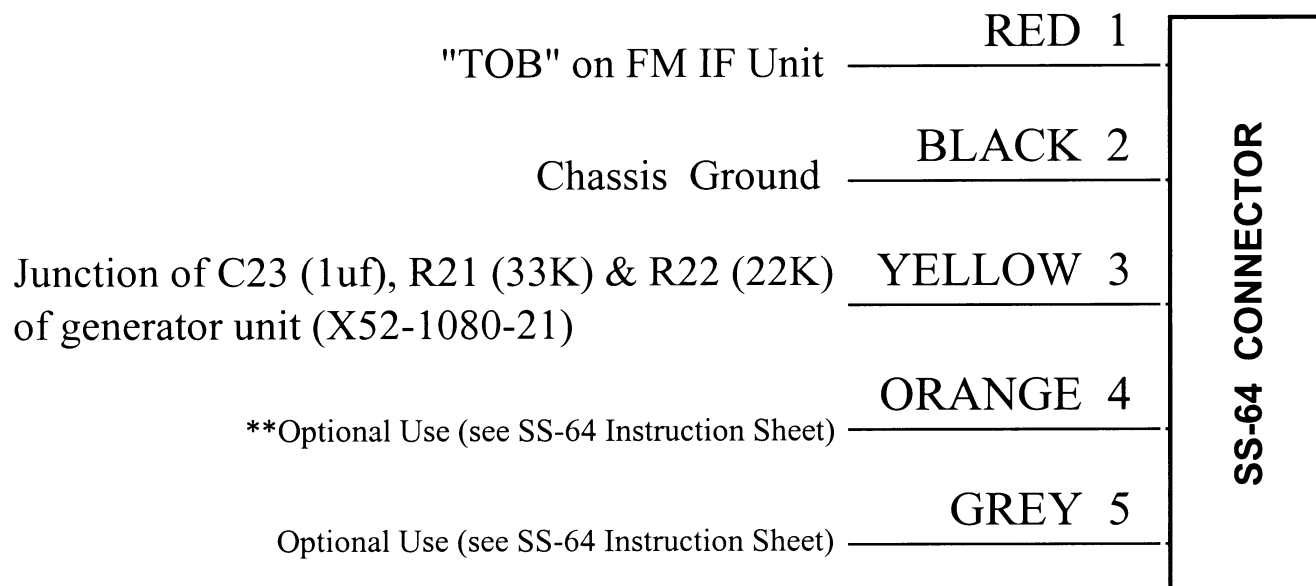 RED 1
"TOB" on FM IF Unit
BLACK 2
Chassis Ground
YELLOW 3
Junction of C23 (1uf), R21 (33K) & R22 (22K)
of generator unit (X52-1080-21)
ORANGE 4
**Optional Use (see SS-64 Instruction Sheet)
GREY 5
Optional Use (see SS-64 Instruction Sheet)
SS-64 CONNECTOR